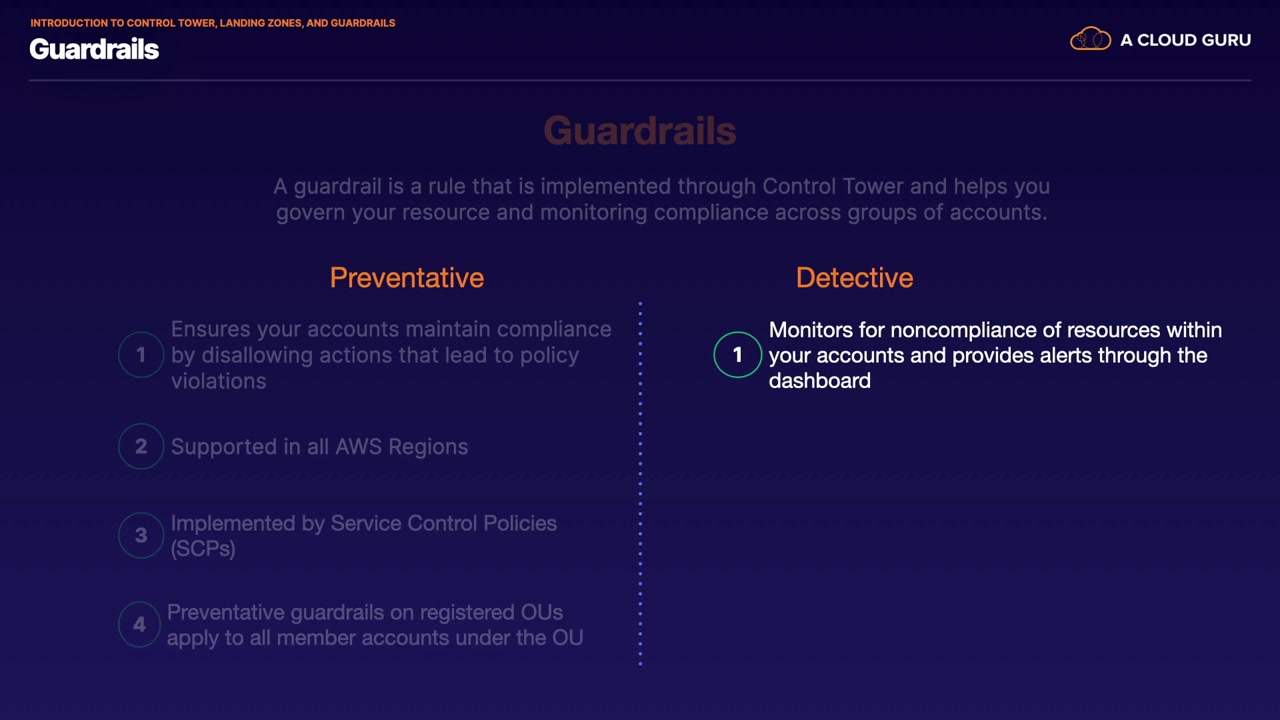 INTRODUCTION TO CONTROL TOWER, LANDING ZONES, AND GUARDRAILS
Guardrails
A CLOUD GURU
Guardrails
A guardrail is a rule that is implemented through Control Tower and helps you
govern your resource and monitoring compliance across groups of accounts.
Preventative
1
Ensures your accounts maintain compliance
by disallowing actions that lead to policy
violations
2
Supported in all AWS Regions
3
Implemented by Service Control Policies
(SCPs)
4
Preventative guardrails on registered OUs
apply to all member accounts under the OU
Detective
1
Monitors for noncompliance of resources within
your accounts and provides alerts through the
dashboard